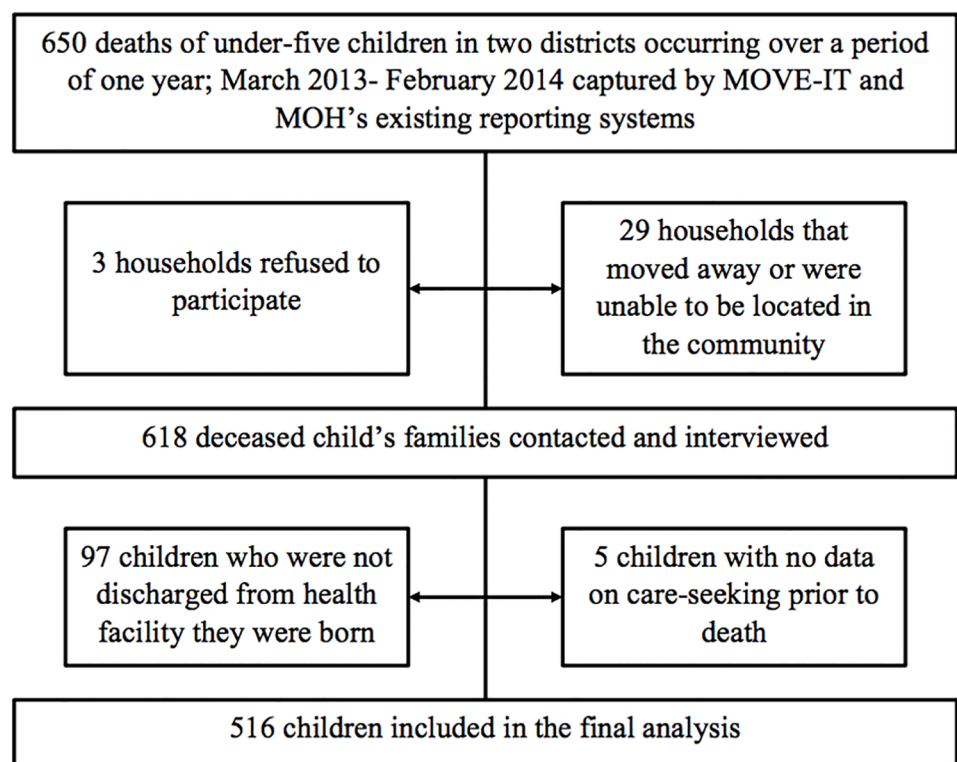 650 deaths of under-five children in two districts occurring over a period
of one year; March 2013- February 2014 captured by MOVE-IT and
MOH’s existing reporting systems
3 households refused to
participate
29 households that
moved away or were
unable to be located in
the community
618 deceased child’s families contacted and interviewed
97 children who were not
discharged from health
facility they were born
5 children with no data
on care-seeking prior to
death
516 children included in the final analysis